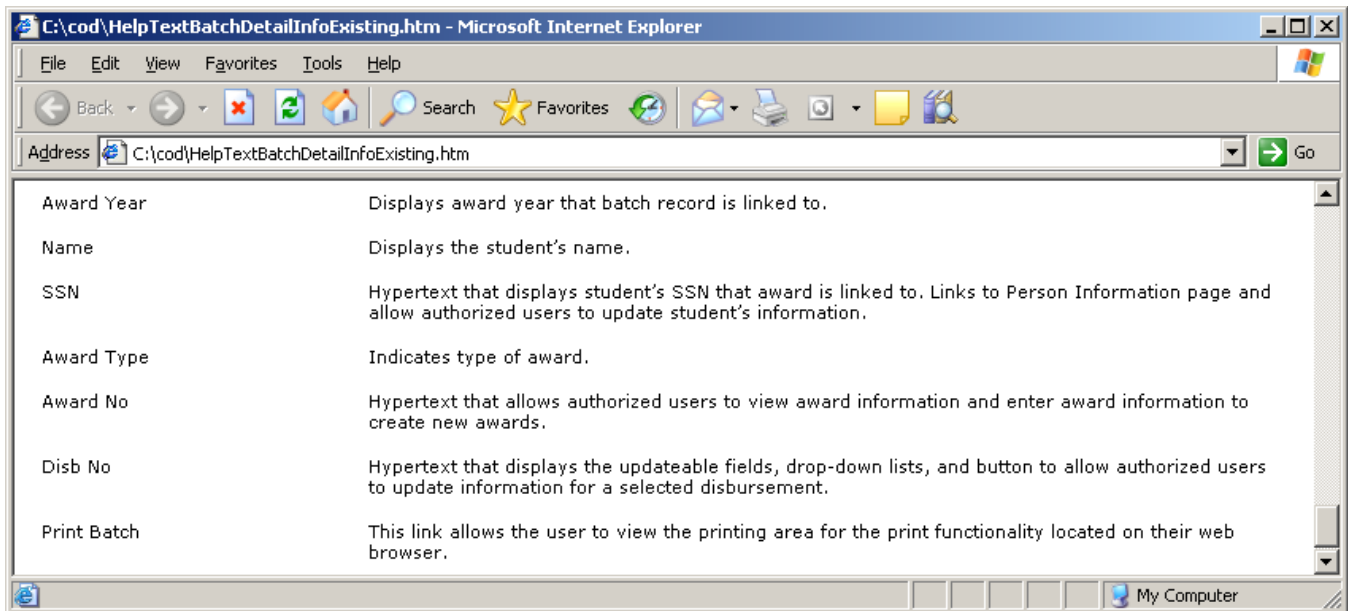 C:\cod\HelpTextBatchDetailInfoExisting.htm - Microsoft Internet Explorer
File Edit View Favorites Tools Help
Back Search Favorites
Address C:\cod\HelpTextBatchDetailInfoExisting.htm Go
Award Year Displays award year that batch record is linked to.
Name Displays the student's name.
SSN Hypertext that displays student's SSN that award is linked to. Links to Person Information page and
allow authorized users to update student's information.
Award Type Indicates type of award.
Award No Hypertext that allows authorized users to view award information and enter award information to
create new awards.
Disb No Hypertext that displays the updateable fields, drop-down lists, and button to allow authorized users
to update information for a selected disbursement.
Print Batch This link allows the user to view the printing area for the print functionality located on their web
browser.
My Computer